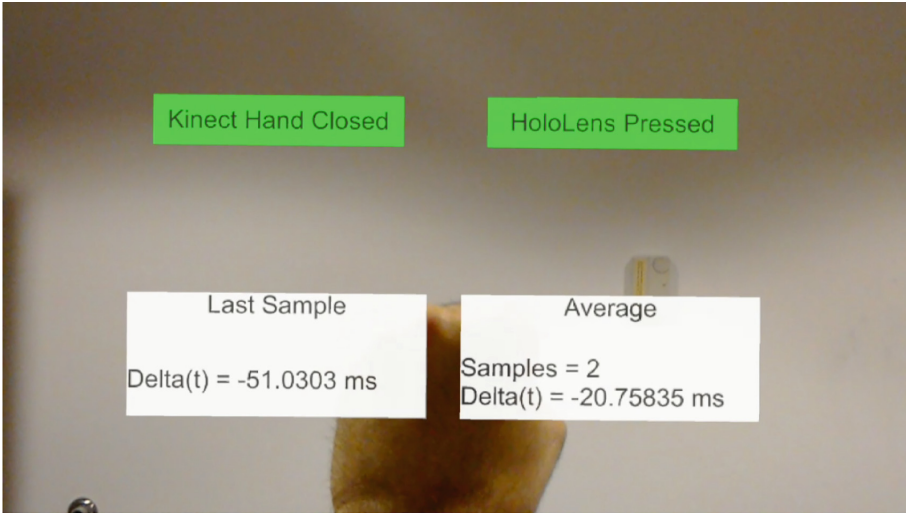 Kinect Hand Closed
HoloLens Pressed
Last Sample
Delta(t) = -51.0303 ms
Average
Samples = 2
Delta(t) = -20.75835 ms